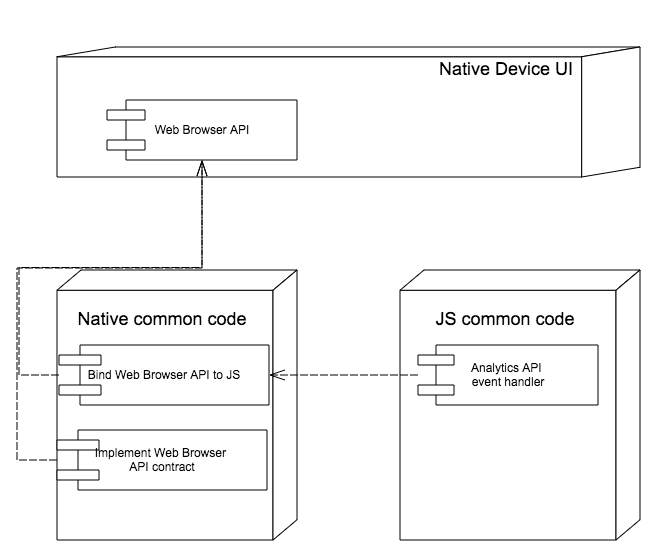 Native Device UI
Web Browser API
Native common code
Bind Web Browser API to JS
Implement Web Browser
API contract
JS common code
Analytics API
event handler